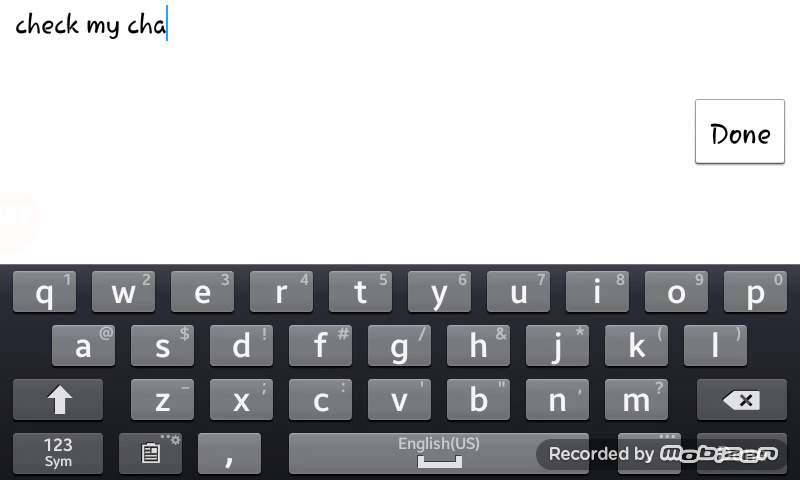 check my cha
Done
q 1 w 2 e 3 r 4 t 5 y 6 u 7 i 8 o 9 p 0
a @ s $ d ! f # g / h & j * k ( l )
z - x ; c : v ' b " n , m ?
123 Sym , English(US) ...
Recorded by mobizen